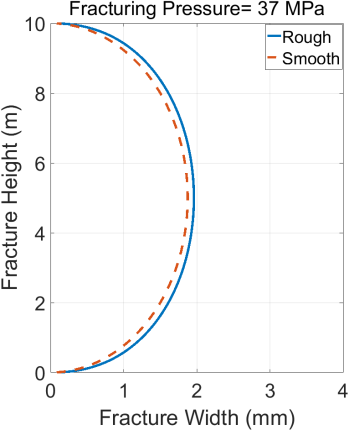 Fracturing Pressure= 37 MPa
Rough
Smooth
10
8
6
4
2
0
Fracture Height (m)
0 1 2 3 4
Fracture Width (mm)